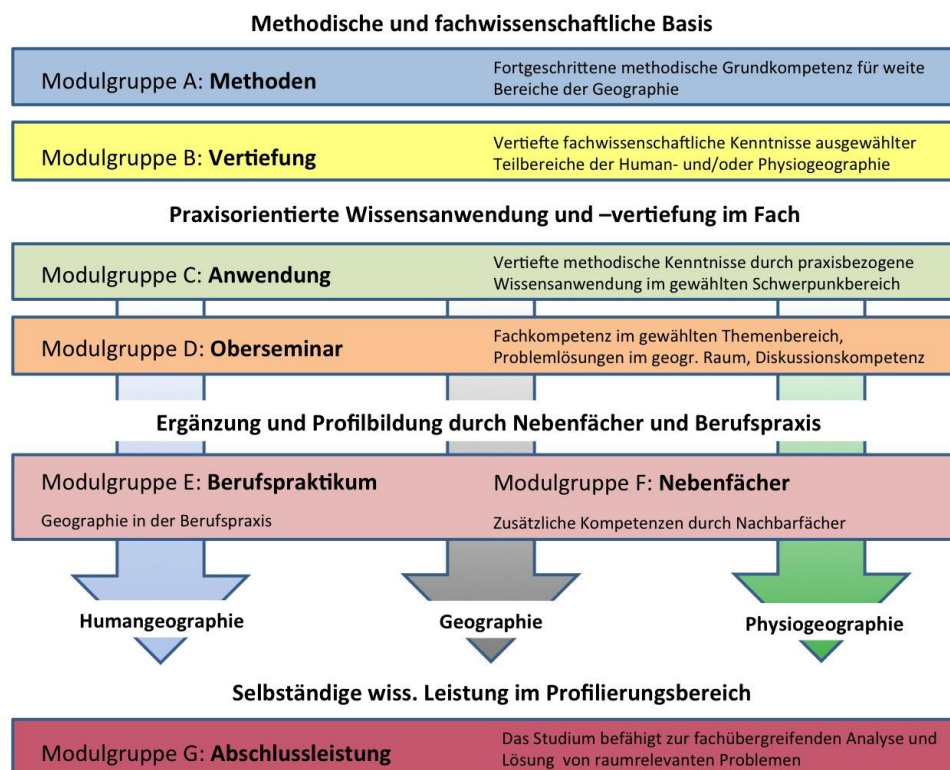 Methodische und fachwissenschaftliche Basis
Modulgruppe A: Methoden
Fortgeschrittene methodische Grundkompetenz für weite
Bereiche der Geographie
Modulgruppe B: Vertiefung
Vertiefte fachwissenschaftliche Kenntnisse ausgewählter
Teilbereiche der Human- und/oder Physiogeographie
Praxisorientierte Wissensanwendung und –vertiefung im Fach
Modulgruppe C: Anwendung
Vertiefte methodische Kenntnisse durch praxisbezogene
Wissensanwendung im gewählten Schwerpunkbereich
Modulgruppe D: Oberseminar
Fachkompetenz im gewählten Themenbereich,
Problemlösungen im geogr. Raum, Diskussionskompetenz
Ergänzung und Profilbildung durch Nebenfächer und Berufspraxis
Modulgruppe E: Berufspraktikum
Geographie in der Berufspraxis
Modulgruppe F: Nebenfächer
Zusätzliche Kompetenzen durch Nachbarfächer
Humangeographie
Geographie
Physiogeographie
Selbständige wiss. Leistung im Profilierungsbereich
Modulgruppe G: Abschlussleistung
Das Studium befähigt zur fachübergreifenden Analyse und
Lösung von raumrelevanten Problemen